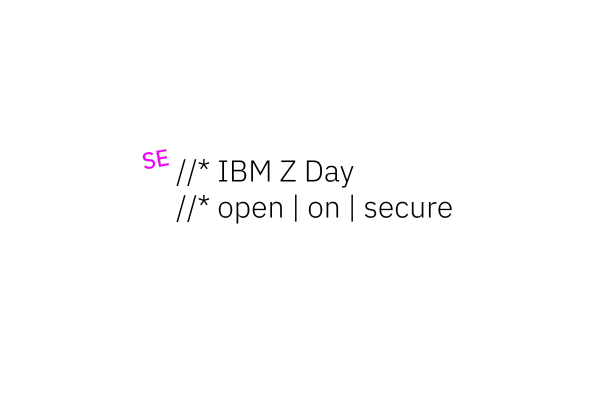 SE
//* IBM Z Day
//* open | on | secure